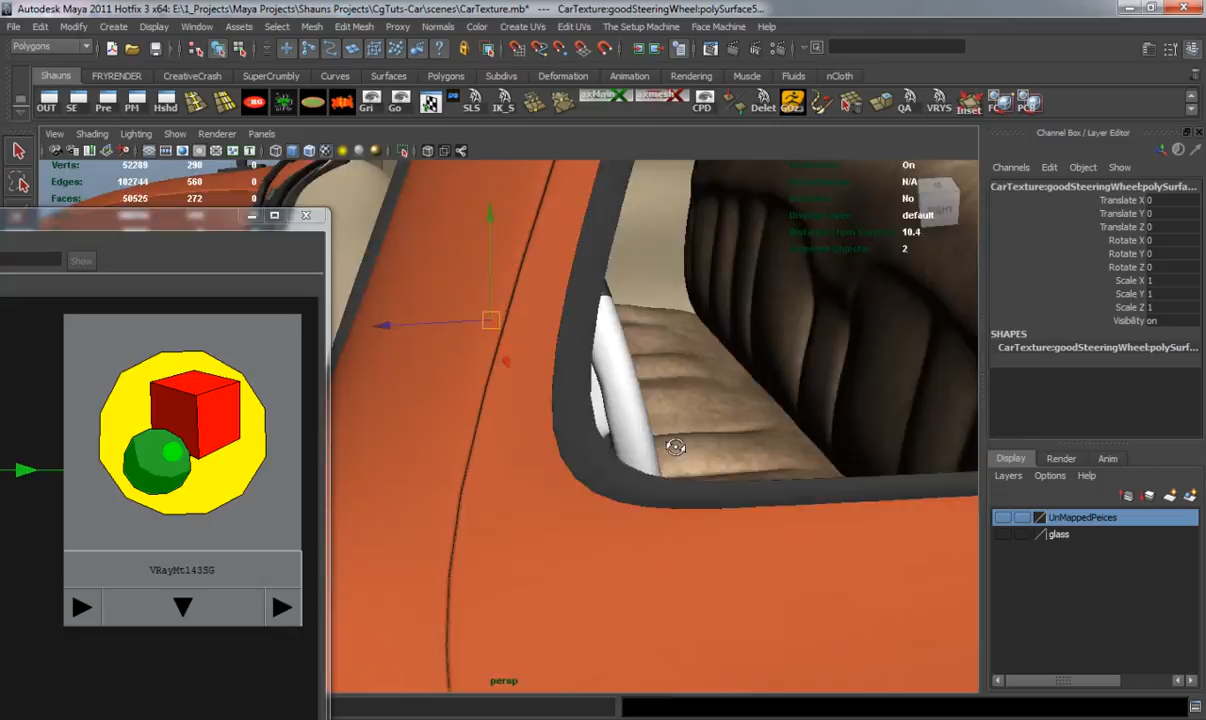 Autodesk Maya 2011 Hotfix 3 x64: E:\1_Projects\Maya Projects\Shauns Projects\CgTuts-Car\scenes\CarTexture.mb* --- CarTexture:goodSteeringWheel:polySurface5...
File Edit Modify Create Display Window Assets Select Mesh Edit Mesh Proxy Normals Color Create UVs Edit UVs The Setup Machine Face Machine Help
Polygons
Shauns FRYRENDER CreativeCrash SuperCrumbly Curves Surfaces Polygons Subdivs Deformation Animation Rendering Muscle Fluids nCloth
OUT SE Pre PM Hshd Gri Go SLS IK_S CPD Delet GOz3 QA VRYS Inset
View Shading Lighting Show Renderer Panels
Verts: 52289 290 0
Edges: 102744 560 0
Faces: 50525 272 0
On
N/A
No
default
10.4
2
RIGHT
Show
VRayMtl43SG
persp
Channel Box / Layer Editor
Channels Edit Object Show
CarTexture:goodSteeringWheel:polySurfa...
Translate X 0
Translate Y 0
Translate Z 0
Rotate X 0
Rotate Y 0
Rotate Z 0
Scale X 1
Scale Y 1
Scale Z 1
Visibility on
SHAPES
CarTexture:goodSteeringWheel:polySurf...
Display Render Anim
Layers Options Help
UnMappedPeices
glass